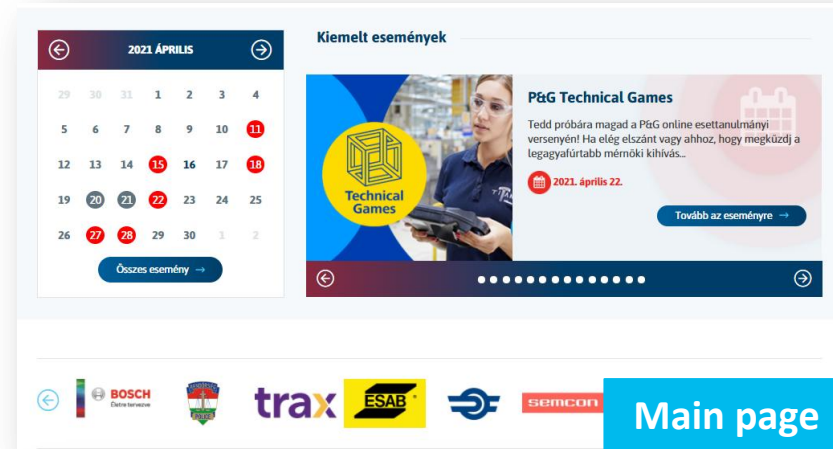 2021 ÁPRILIS
29 30 31 1 2 3 4
5 6 7 8 9 10 11
12 13 14 15 16 17 18
19 20 21 22 23 24 25
26 27 28 29 30 1 2
Összes esemény →
Kiemelt események
Technical
Games
P&G Technical Games
Tedd próbára magad a P&G online esettanulmányi
versenyén! Ha elég elszánt vagy ahhoz, hogy megküzdj a
legagyafúrtabb mérnöki kihívás...
2021. április 22.
Tovább az eseményre →
BOSCH
Életre tervezve
POLICE
trax
ESAB
semcon
Main page